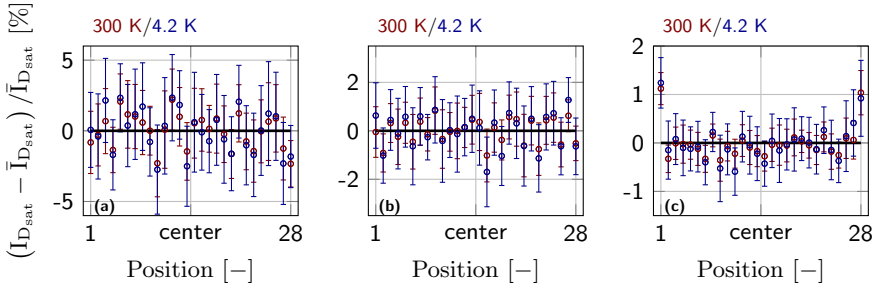 300 K/4.2 K
300 K/4.2 K
300 K/4.2 K
(I_Dsat − Ī_Dsat) /Ī_Dsat [%]
5
0
-5
(a)
1
center
28
Position [−]
2
0
-2
(b)
1
center
28
Position [−]
2
1
0
-1
(c)
1
center
28
Position [−]